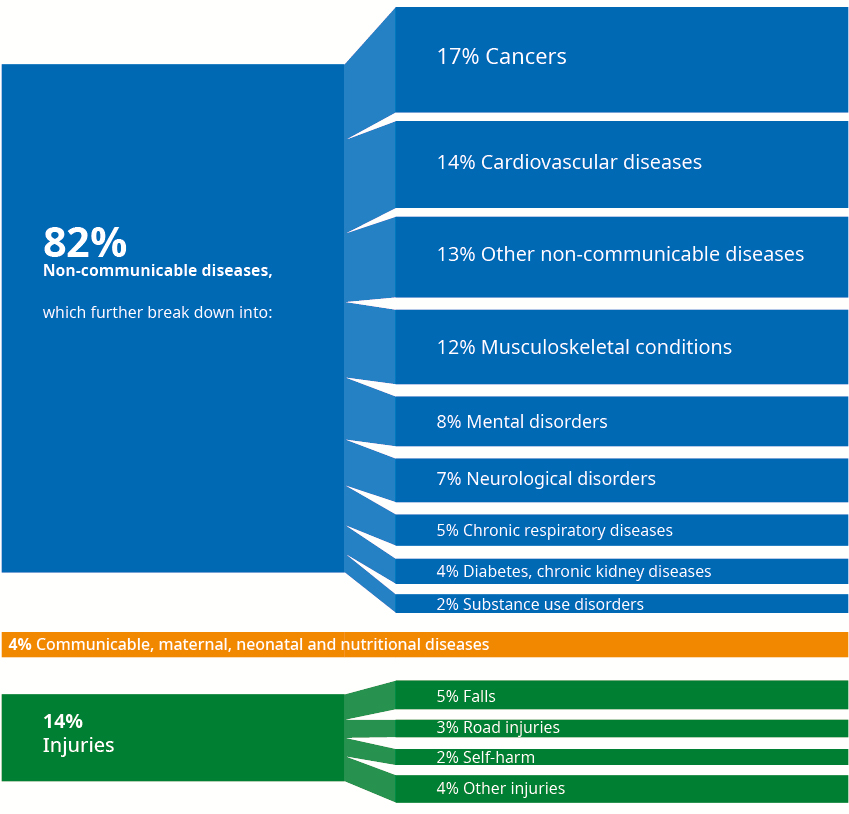 82%
Non-communicable diseases,
which further break down into:
17% Cancers
14% Cardiovascular diseases
13% Other non-communicable diseases
12% Musculoskeletal conditions
8% Mental disorders
7% Neurological disorders
5% Chronic respiratory diseases
4% Diabetes, chronic kidney diseases
2% Substance use disorders
4% Communicable, maternal, neonatal and nutritional diseases
14%
Injuries
5% Falls
3% Road injuries
2% Self-harm
4% Other injuries